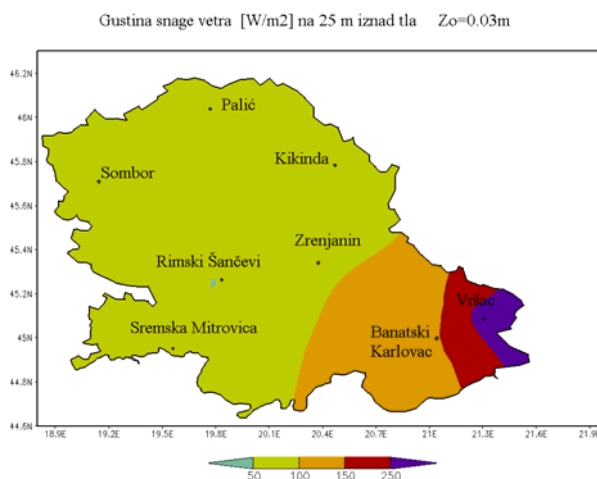 Gustina snage vetra [W/m2] na 25 m iznad tla Zo=0.03m
46.2N
46N
45.8N
45.6N
45.4N
45.2N
45N
44.8N
44.6N
Palić
Kikinda
Sombor
Zrenjanin
Rimski Šančevi
Vršac
Sremska Mitrovica
Banatski
Karlovac
18.9E 19.2E 19.5E 19.8E 20.1E 20.4E 20.7E 21E 21.3E 21.6E 21.9E
50 100 150 250